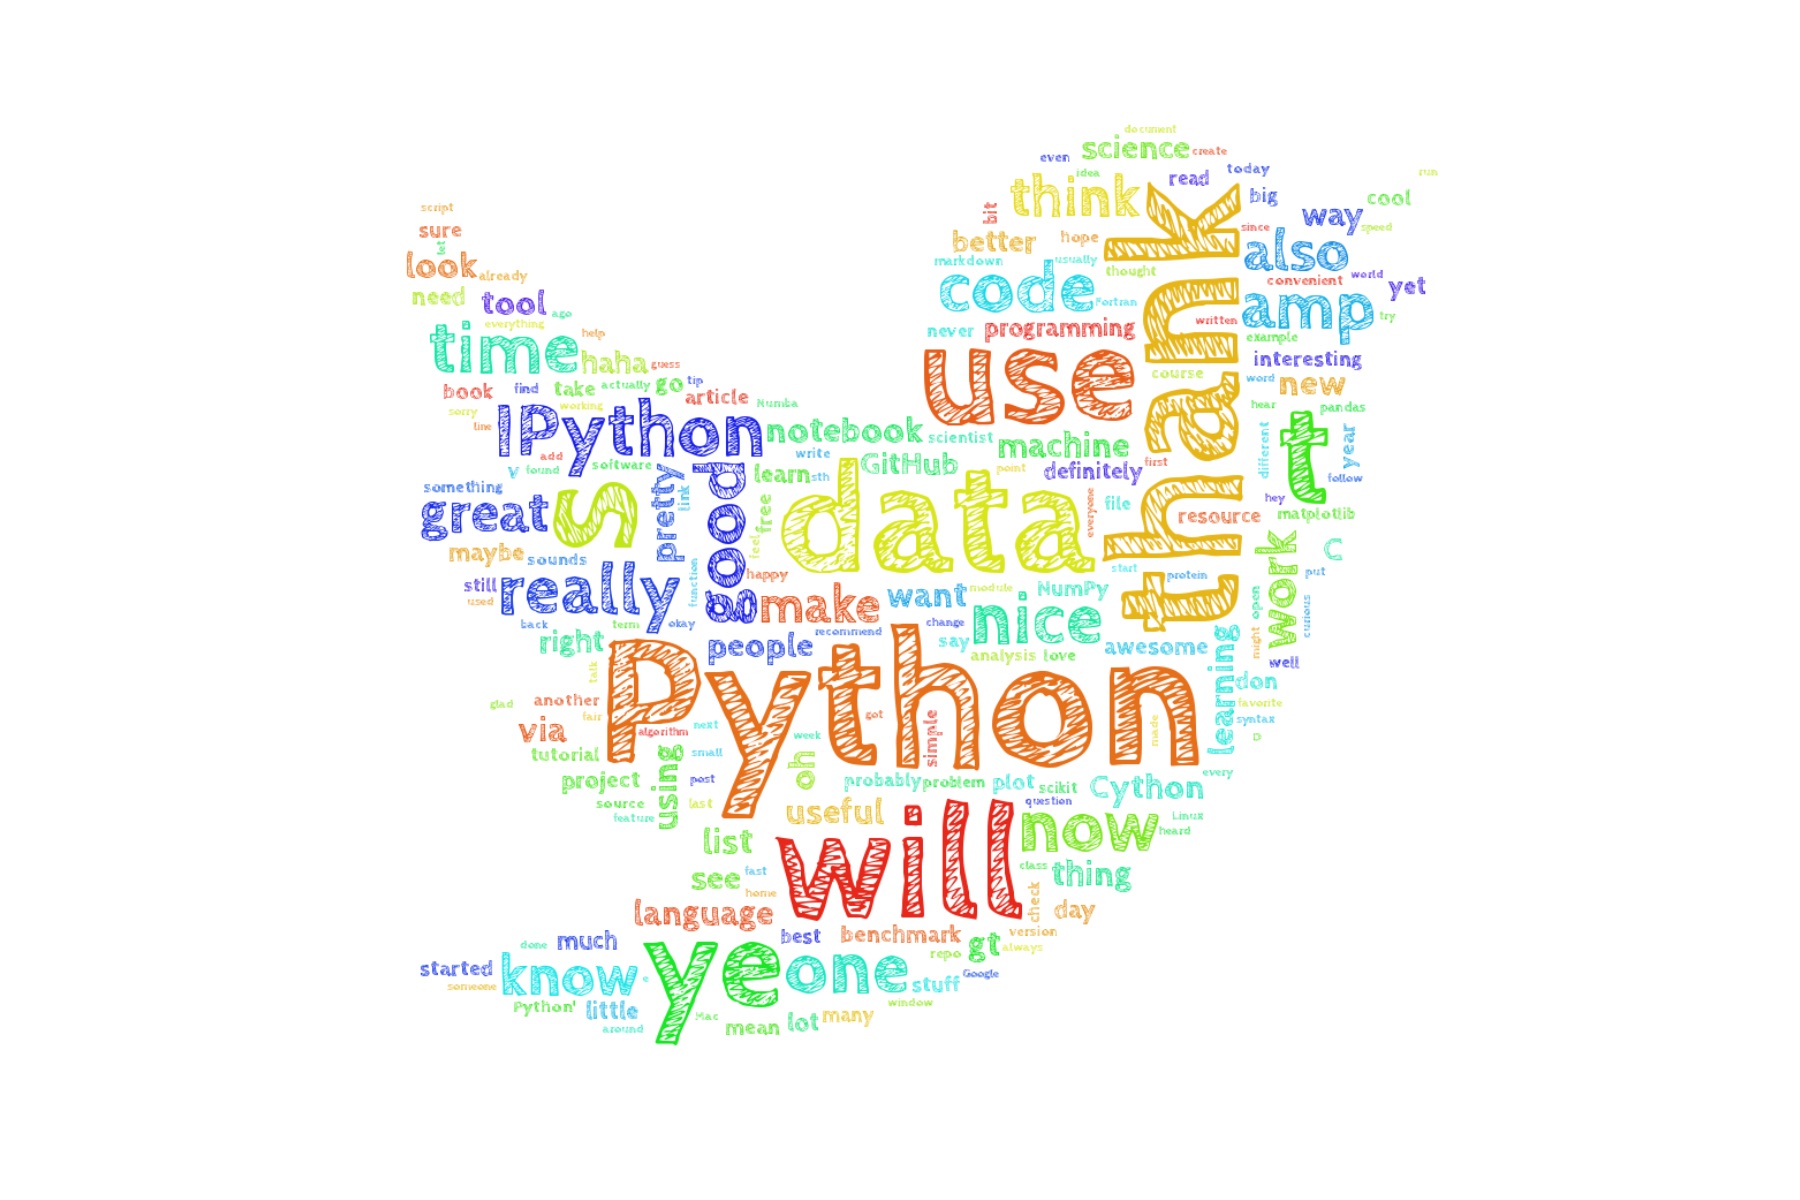 document
science
create
even
idea
read
today
think
big
run
cool
script
bit
way
sure
better
hope
since
speed
let
also
look
already
markdown
usually
thought
convenient
world
need
tool
ago
code
Fortran
amp
yet
everything
help
never
programming
written
try
time
haha
guess
use
thank
example
interesting
book
find
take
actually
go
tip
article
Numba
course
word
new
sorry
working
hear
pandas
line
IPython
notebook
scientist
machine
t
different
year
add
write
GitHub
V
found
software
pretty
good
learn
sth
point
definitely
first
follow
something
link
data
everyone
file
hey
great
S
free
resource
matplotlib
maybe
sounds
feel
work
C
still
really
function
happy
start
protein
put
used
make
want
module
NumPy
open
curious
back
term
okay
recommend
change
nice
right
people
say
analysis
love
awesome
learning
might
well
talk
Python
don
glad
another
fair
got
simple
made
favorite
via
algorithm
next
week
syntax
D
tutorial
using
small
oh
project
post
probably
problem
plot
scikit
Cython
every
source
last
useful
question
feature
list
will
now
Linux
heard
see
fast
class
thing
home
language
check
day
done
much
best
benchmark
version
repo
gt
always
started
know
ye
one
stuff
Google
someone
Python'
little
window
around
Mac
mean
lot
many